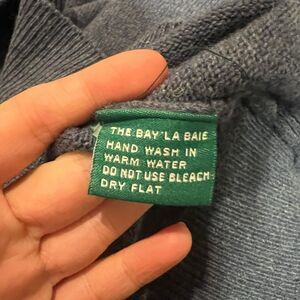 THE BAY'LA BAIE
HAND WASH IN
WARM WATER
DO NOT USE BLEACH
DRY FLAT